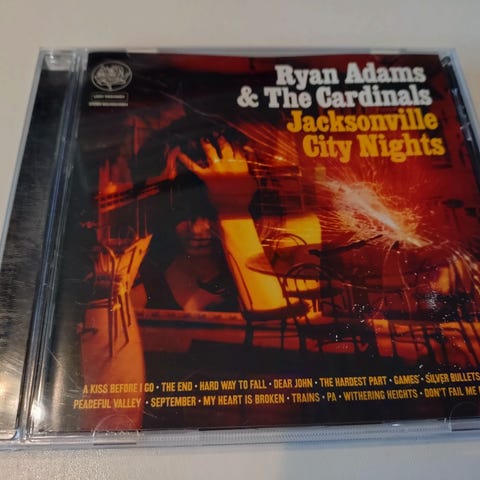 Ryan Adams
& The Cardinals
Jacksonville
City Nights
A KISS BEFORE I GO · THE END · HARD WAY TO FALL · DEAR JOHN · THE HARDEST PART · GAMES · SILVER BULLETS
PEACEFUL VALLEY · SEPTEMBER · MY HEART IS BROKEN · TRAINS · PA · WITHERING HEIGHTS · DON'T FAIL ME